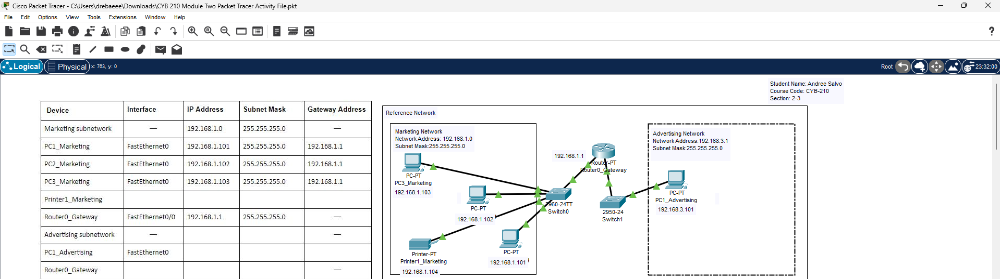 Cisco Packet Tracer - C:\Users\drebaeee\Downloads\CYB 210 Module Two Packet Tracer Activity File.pkt
File Edit Options View Tools Extensions Window Help
Logical Physical x: 763, y: 0 Root 23:32:00
Student Name: Andree Salvo
Course Code: CYB-210
Section: 2-3
Device Interface IP Address Subnet Mask Gateway Address
Marketing subnetwork — 192.168.1.0 255.255.255.0 —
PC1_Marketing FastEthernet0 192.168.1.101 255.255.255.0 192.168.1.1
PC2_Marketing FastEthernet0 192.168.1.102 255.255.255.0 192.168.1.1
PC3_Marketing FastEthernet0 192.168.1.103 255.255.255.0 192.168.1.1
Printer1_Marketing
Router0_Gateway FastEthernet0/0 192.168.1.1 255.255.255.0 —
Advertising subnetwork — —
PC1_Advertising FastEthernet0
Router0_Gateway —
Reference Network
Marketing Network
Network Address: 192.168.1.0
Subnet Mask:255.255.255.0
PC-PT
PC3_Marketing
192.168.1.103
PC-PT
192.168.1.102
Printer-PT
Printer1_Marketing
192.168.1.104
PC-PT
192.168.1.101
192.168.1.1
Router-PT
Router0_Gateway
2960-24TT
Switch0
2950-24
Switch1
Advertising Network
Network Address:192.168.3.1
Subnet Mask:255.255.255.0
PC-PT
PC1_Advertising
192.168.3.101